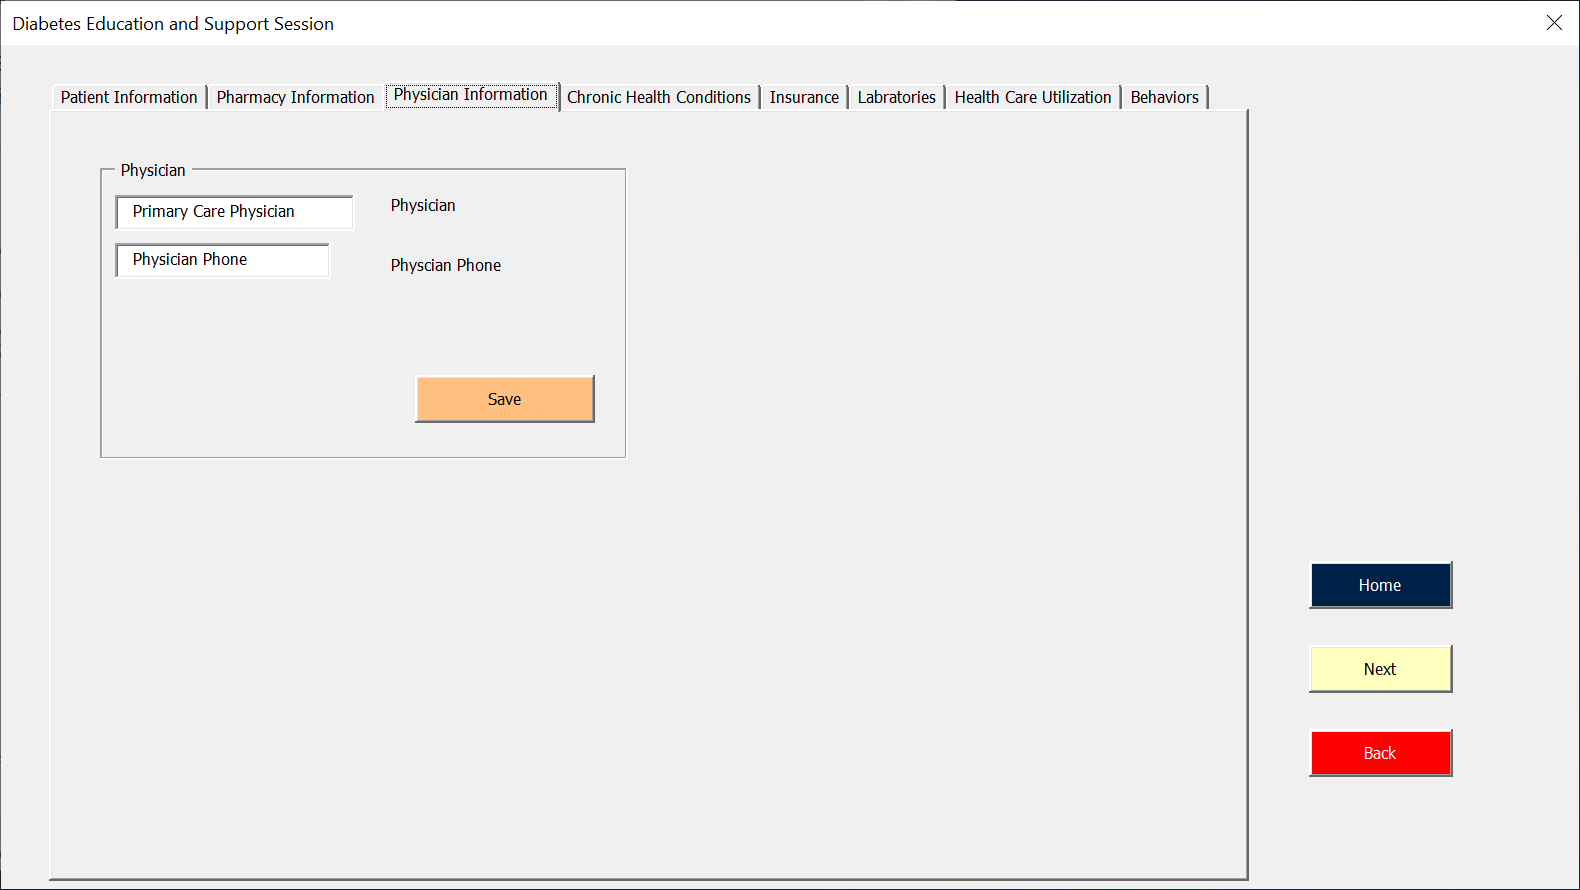 Diabetes Education and Support Session
Patient Information
Pharmacy Information
Physician Information
Chronic Health Conditions
Insurance
Labratories
Health Care Utilization
Behaviors
Physician
Primary Care Physician
Physician
Physician Phone
Physcian Phone
Save
Home
Next
Back